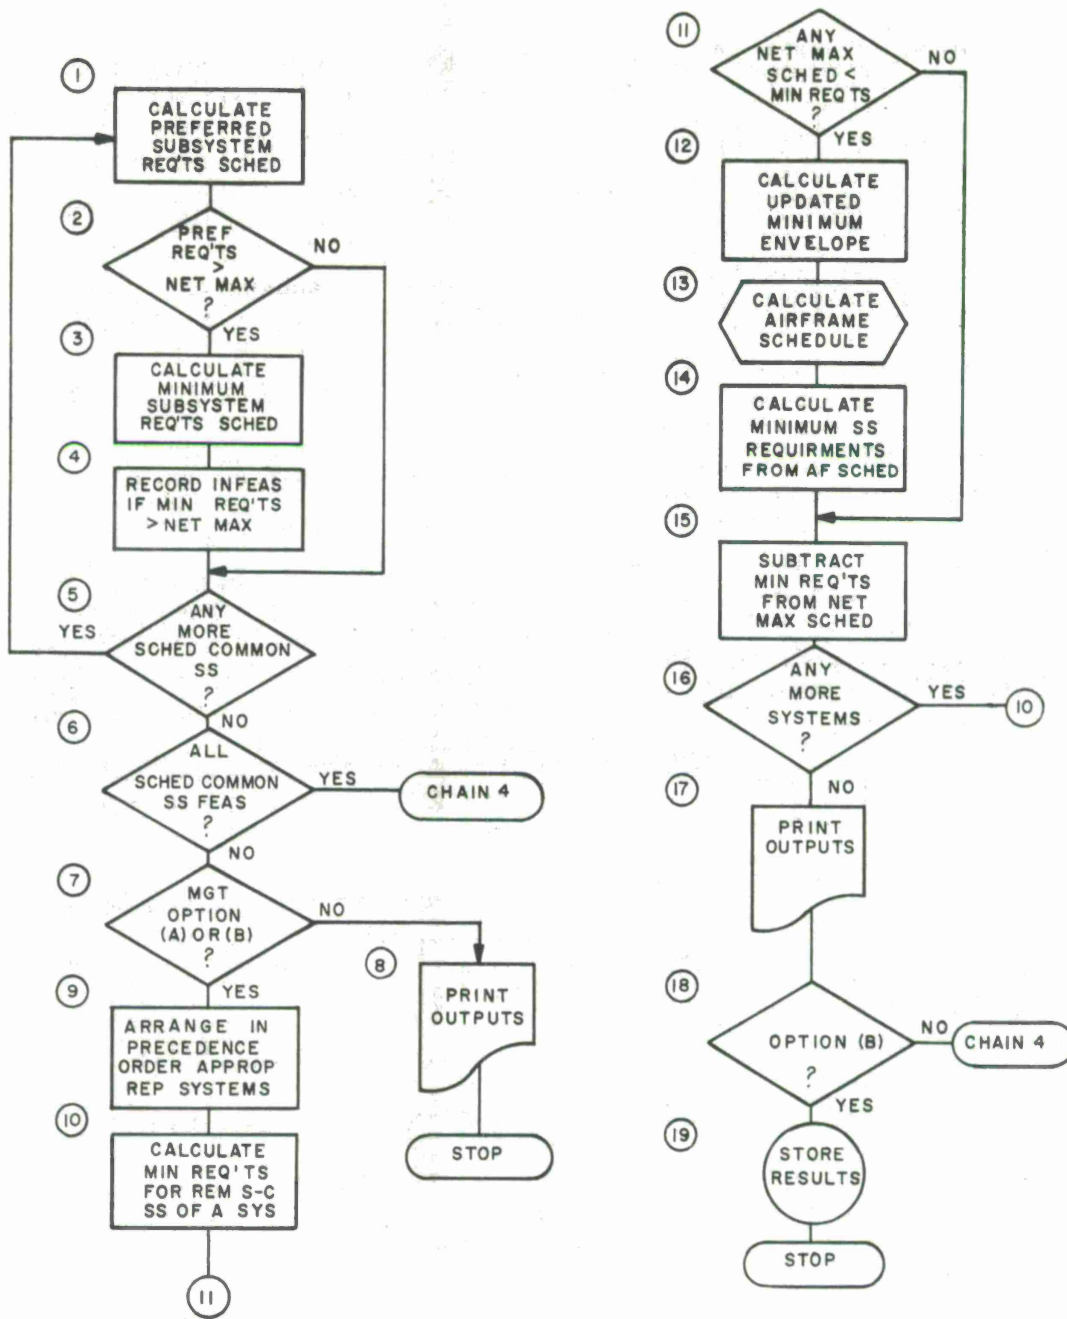 1
CALCULATE
PREFERRED
SUBSYSTEM
REQ'TS SCHED
2
PREF
REQ'TS
>
NET MAX
?
NO
YES
3
CALCULATE
MINIMUM
SUBSYSTEM
REQ'TS SCHED
4
RECORD INFEAS
IF MIN REQ'TS
> NET MAX
5
YES
ANY
MORE
SCHED COMMON
SS
?
NO
6
ALL
SCHED COMMON
SS FEAS
?
YES
CHAIN 4
NO
7
MGT
OPTION
(A) OR (B)
?
NO
YES
8
PRINT
OUTPUTS
STOP
9
ARRANGE IN
PRECEDENCE
ORDER APPROP
REP SYSTEMS
10
CALCULATE
MIN REQ'TS
FOR REM S-C
SS OF A SYS
11
11
ANY
NET MAX
SCHED <
MIN REQ TS
?
NO
YES
12
CALCULATE
UPDATED
MINIMUM
ENVELOPE
13
CALCULATE
AIRFRAME
SCHEDULE
14
CALCULATE
MINIMUM SS
REQUIRMENTS
FROM AF SCHED
15
SUBTRACT
MIN REQ'TS
FROM NET
MAX SCHED
16
ANY
MORE
SYSTEMS
?
YES
10
NO
17
PRINT
OUTPUTS
18
OPTION (B)
?
NO
CHAIN 4
YES
19
STORE
RESULTS
STOP